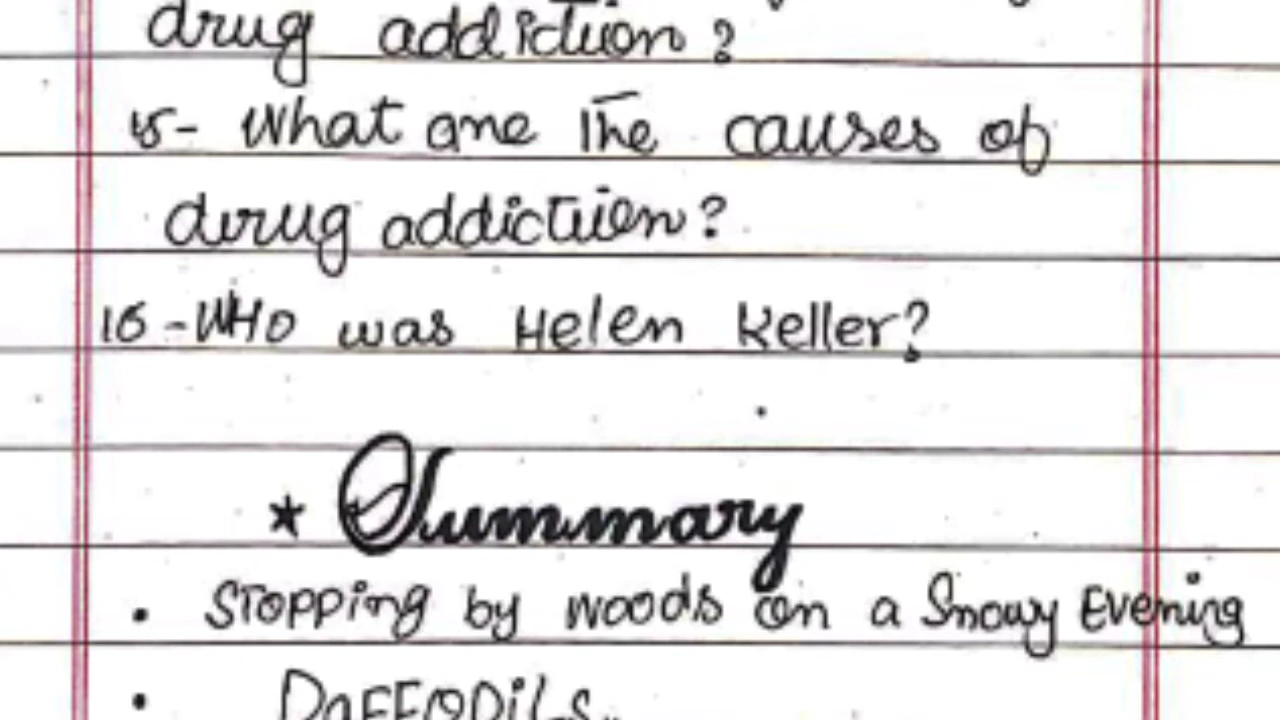 drug addiction?
15- What are the causes of
drug addiction?
16-WHO was Helen Keller?
★ Summary
• Stopping by woods on a Snowy Evening
• DaFFODiLS